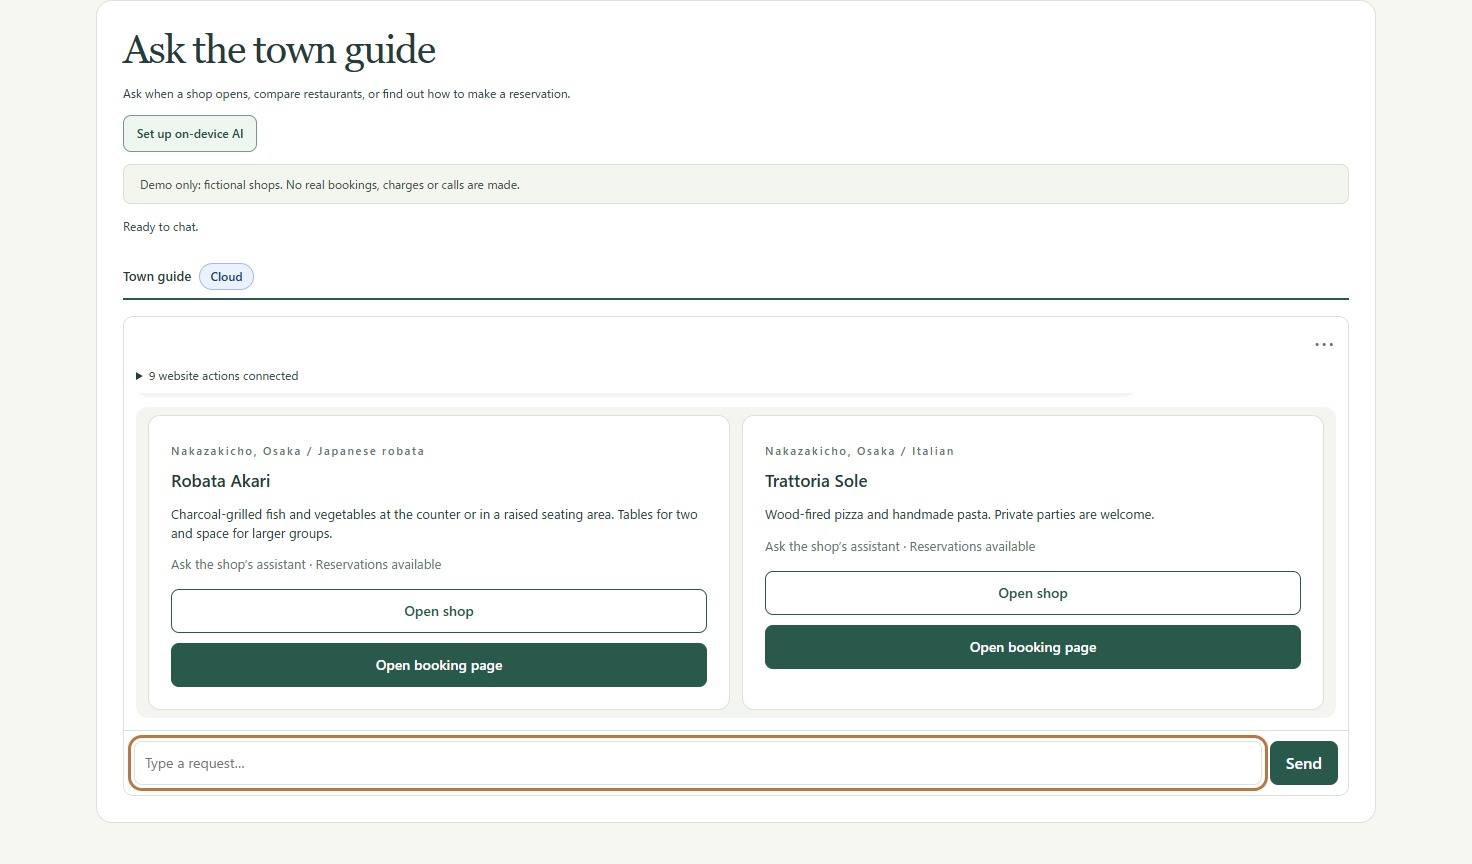 Ask the town guide
Ask when a shop opens, compare restaurants, or find out how to make a reservation.
Set up on-device AI
Demo only: fictional shops. No real bookings, charges or calls are made.
Ready to chat.
Town guide
Cloud
9 website actions connected
Nakazakicho, Osaka / Japanese robata
Robata Akari
Charcoal-grilled fish and vegetables at the counter or in a raised seating area. Tables for two
and space for larger groups.
Ask the shop's assistant · Reservations available
Open shop
Open booking page
Nakazakicho, Osaka / Italian
Trattoria Sole
Wood-fired pizza and handmade pasta. Private parties are welcome.
Ask the shop's assistant · Reservations available
Open shop
Open booking page
Type a request...
Send